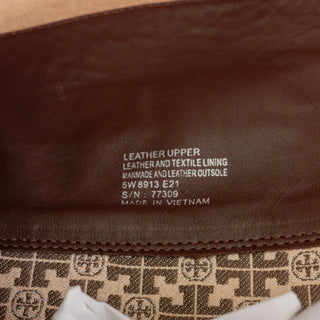 LEATHER UPPER
LEATHER AND TEXTILE LINING
MANMADE AND LEATHER OUTSOLE
5W 8913 E21
S/N : 77309
MADE IN VIETNAM